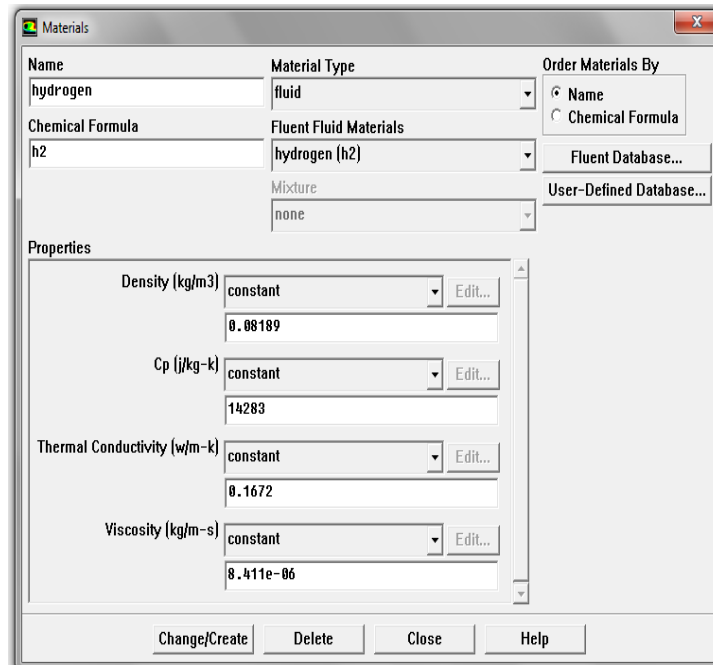 Materials
Name
hydrogen
Chemical Formula
h2
Material Type
fluid
Fluent Fluid Materials
hydrogen (h2)
Mixture
none
Order Materials By
Name
Chemical Formula
Fluent Database...
User-Defined Database...
Properties
Density (kg/m3) constant Edit...
0.08189
Cp (j/kg-k) constant Edit...
14283
Thermal Conductivity (w/m-k) constant Edit...
0.1672
Viscosity (kg/m-s) constant Edit...
8.411e-06
Change/Create Delete Close Help